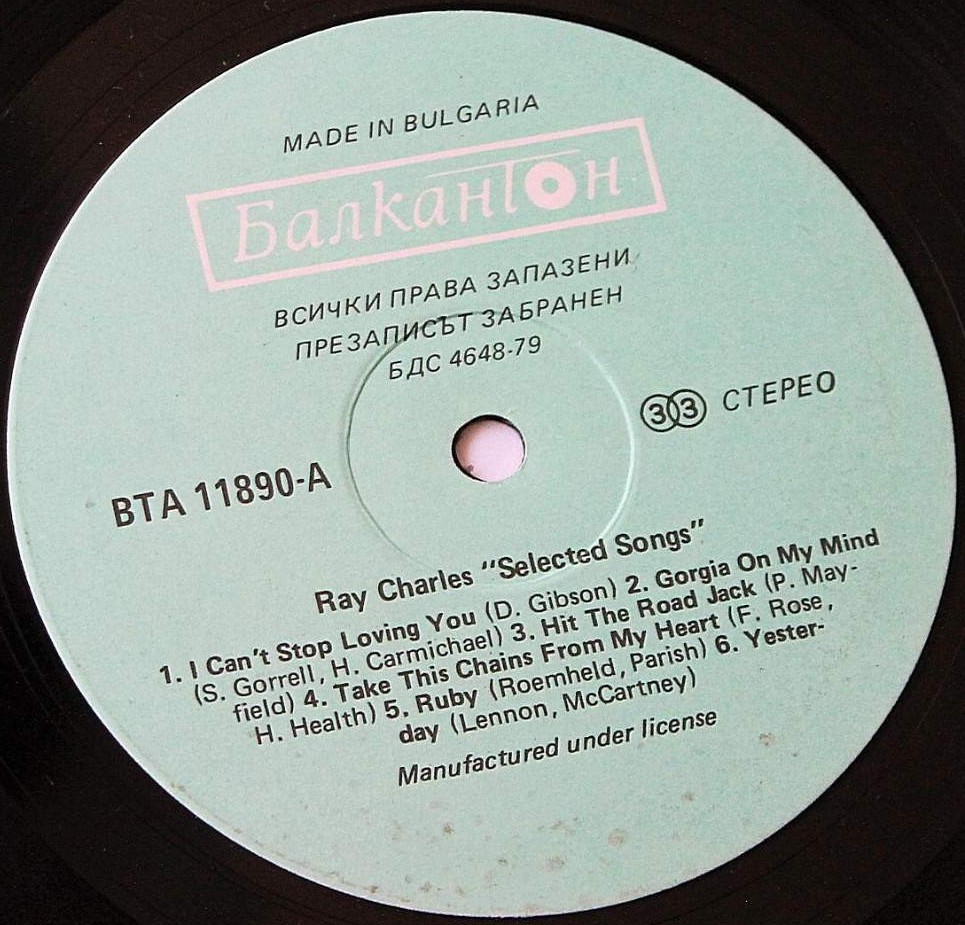 MADE IN BULGARIA
Балкантон
ВСИЧКИ ПРАВА ЗАПАЗЕНИ
ПРЕЗАПИСЪТ ЗАБРАНЕН
БДС 4648-79
33 СТЕРЕО
ВТА 11890-А
Ray Charles "Selected Songs"
1. I Can't Stop Loving You (D. Gibson) 2. Gorgia On My Mind
(S. Gorrell, H. Carmichael) 3. Hit The Road Jack (P. May-
field) 4. Take This Chains From My Heart (F. Rose,
H. Health) 5. Ruby (Roemheld, Parish) 6. Yester-
day (Lennon, McCartney)
Manufactured under license